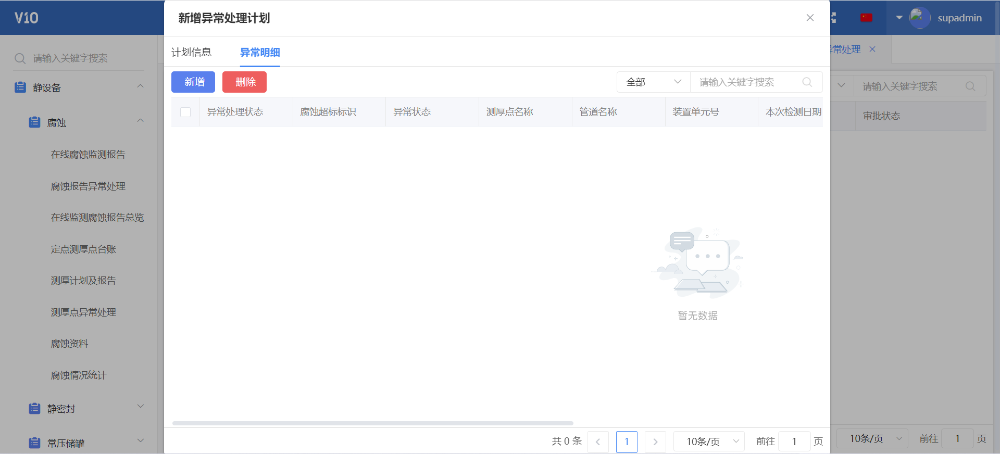 V10
新增异常处理计划
supadmin
请输入关键字搜索
计划信息
异常明细
常处理
静设备
新增
删除
全部
请输入关键字搜索
请输入关键字搜索
腐蚀
异常处理状态
腐蚀超标标识
异常状态
测厚点名称
管道名称
装置单元号
本次检测日期
审批状态
在线腐蚀监测报告
腐蚀报告异常处理
在线监测腐蚀报告总览
定点测厚点台账
测厚计划及报告
测厚点异常处理
暂无数据
腐蚀资料
腐蚀情况统计
静密封
常压储罐
共 0 条
1
10条/页
前往
1
页
10条/页
前往
1
页